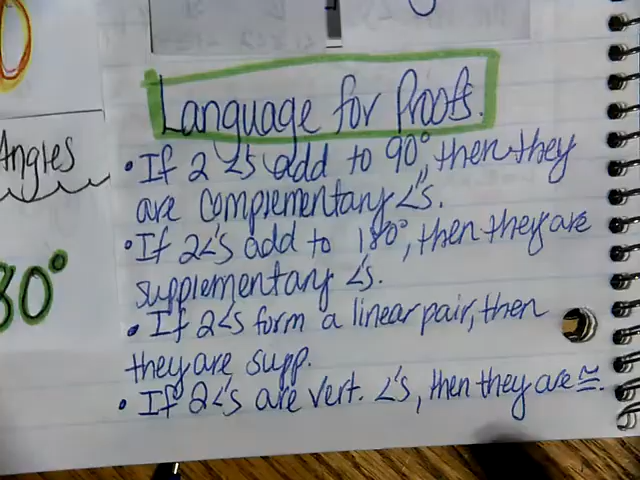 Language for Proofs.
Angles
• If 2 ∠'s add to 90°, then they
are complementary ∠'s.
• If 2∠'s add to 180°, then they are
supplementary ∠'s.
80°
• If 2∠'s form a linear pair, then
they are supp.
• If 2∠'s are vert. ∠'s, then they are ≅.